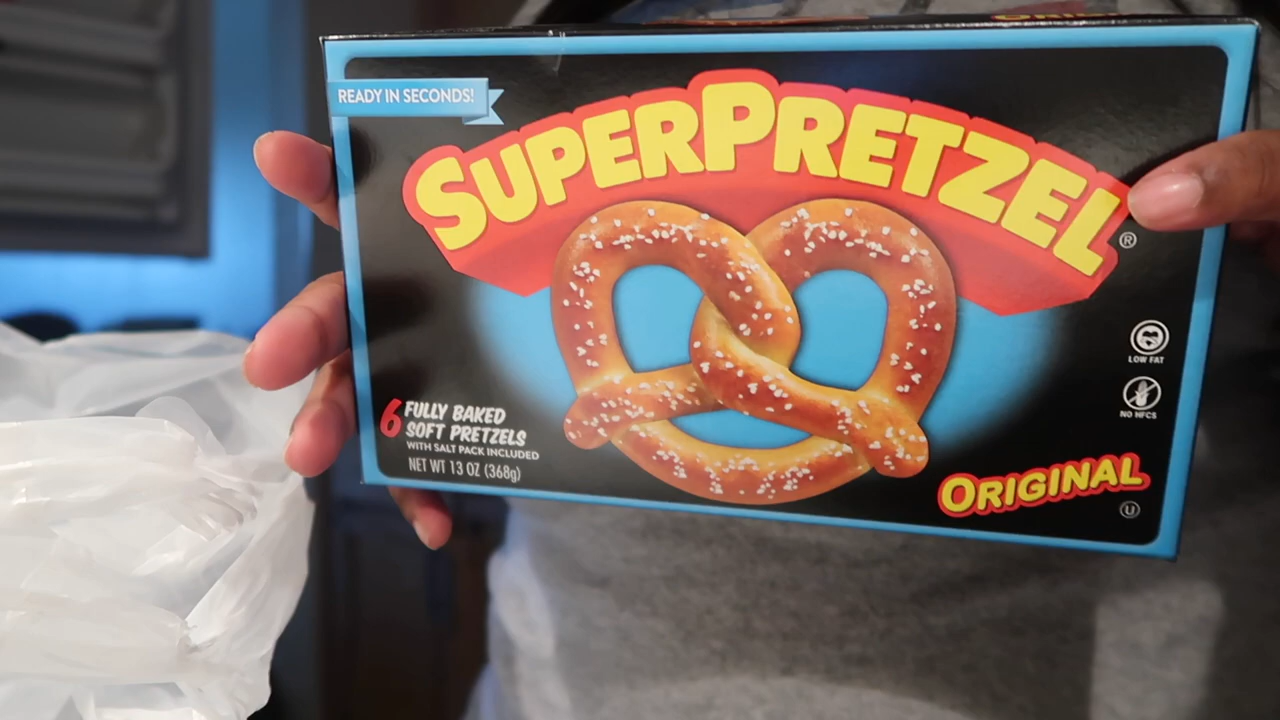 READY IN SECONDS!
SUPERPRETZEL®
LOW FAT
NO HFCS
6 FULLY BAKED
SOFT PRETZELS
WITH SALT PACK INCLUDED
NET WT 13 OZ (368g)
ORIGINAL
U